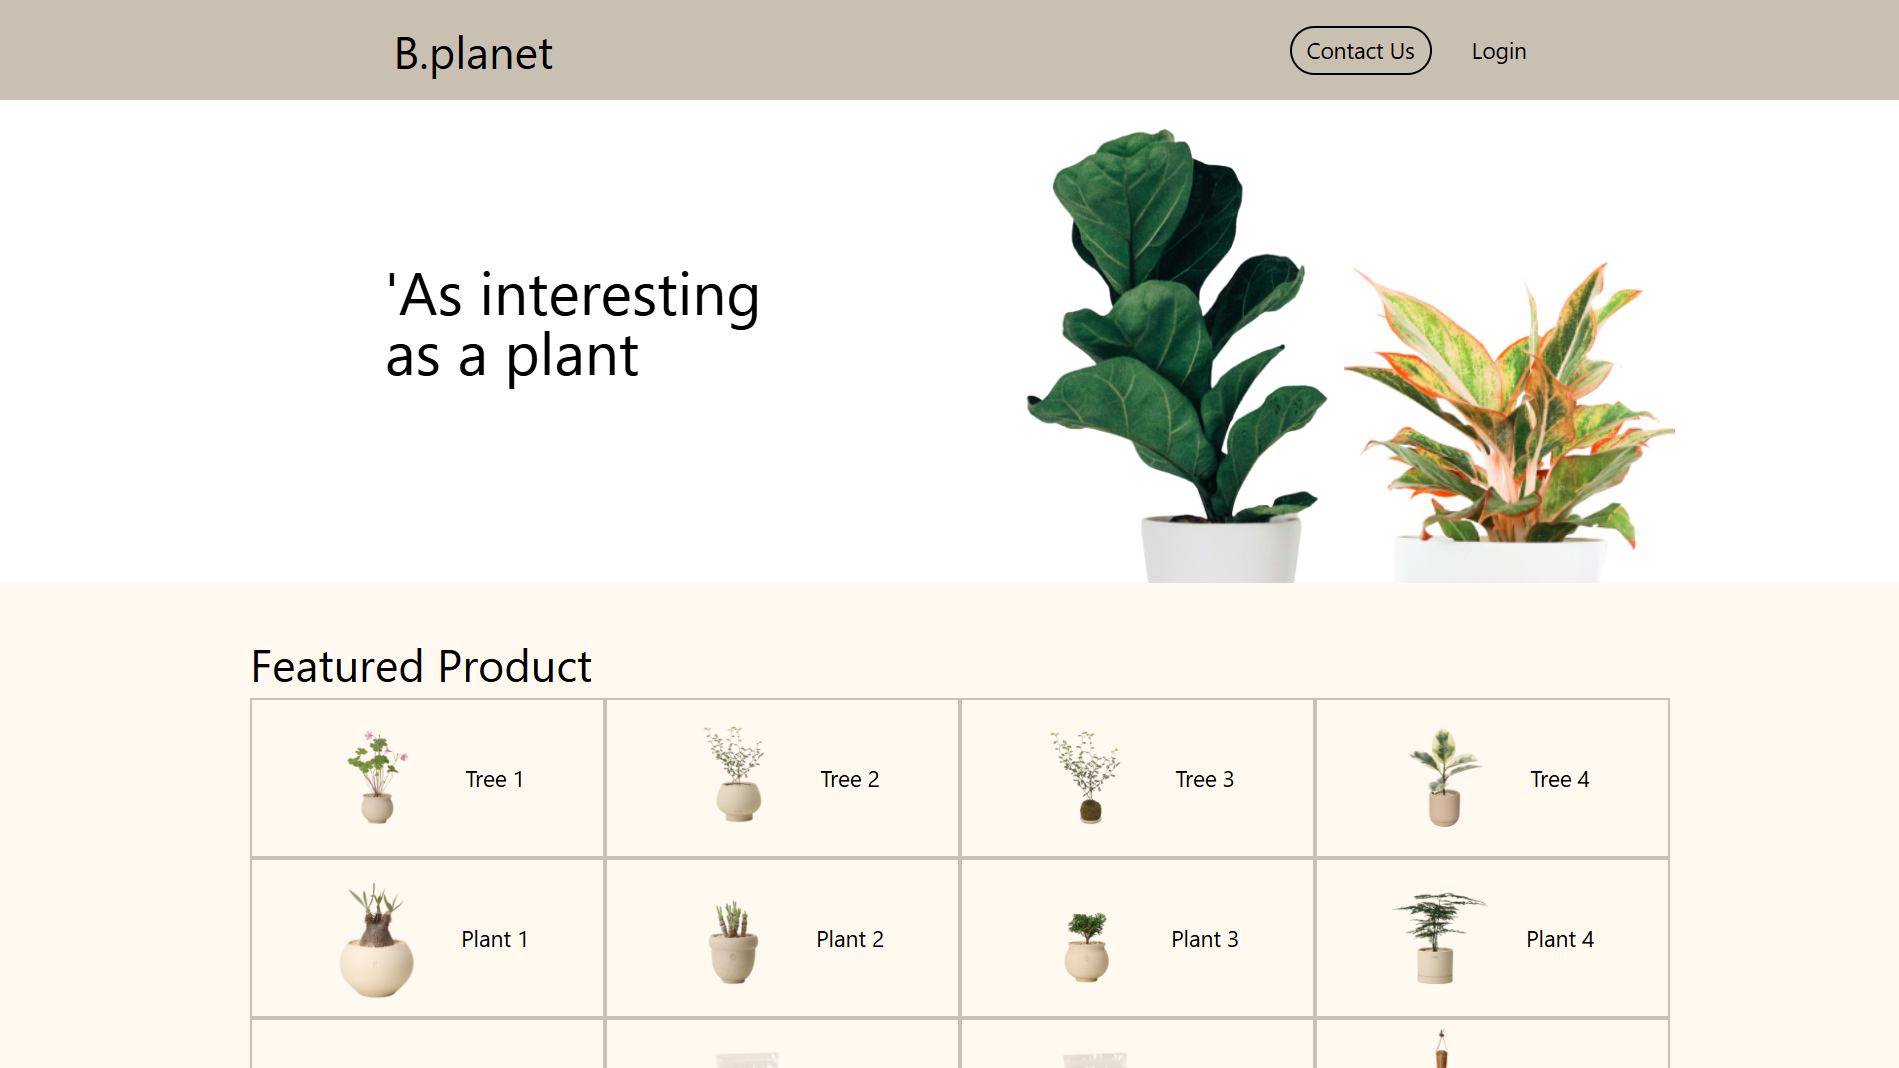 B.planet
Contact Us
Login
'As interesting
as a plant
Featured Product
Tree 1
Tree 2
Tree 3
Tree 4
Plant 1
Plant 2
Plant 3
Plant 4